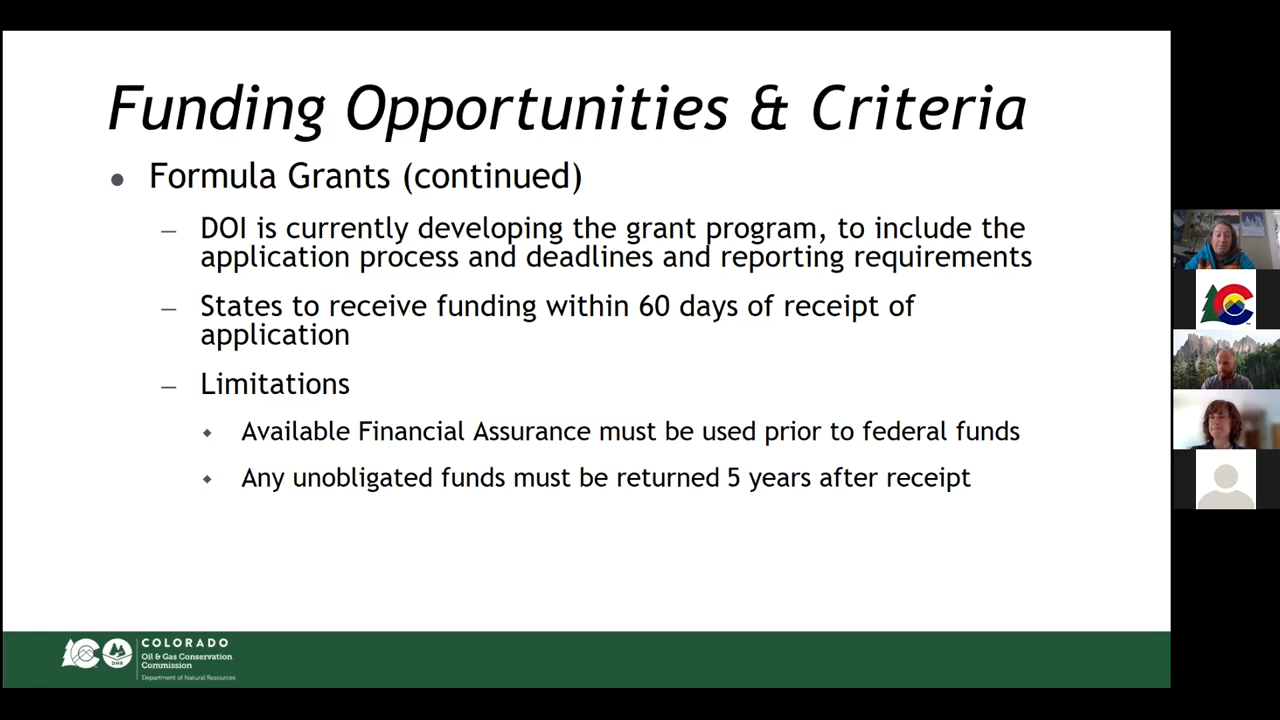 Funding Opportunities & Criteria
● Formula Grants (continued)
– DOI is currently developing the grant program, to include the
application process and deadlines and reporting requirements
– States to receive funding within 60 days of receipt of
application
– Limitations
◆ Available Financial Assurance must be used prior to federal funds
◆ Any unobligated funds must be returned 5 years after receipt
COLORADO
Oil & Gas Conservation
Commission
Department of Natural Resources
DNR